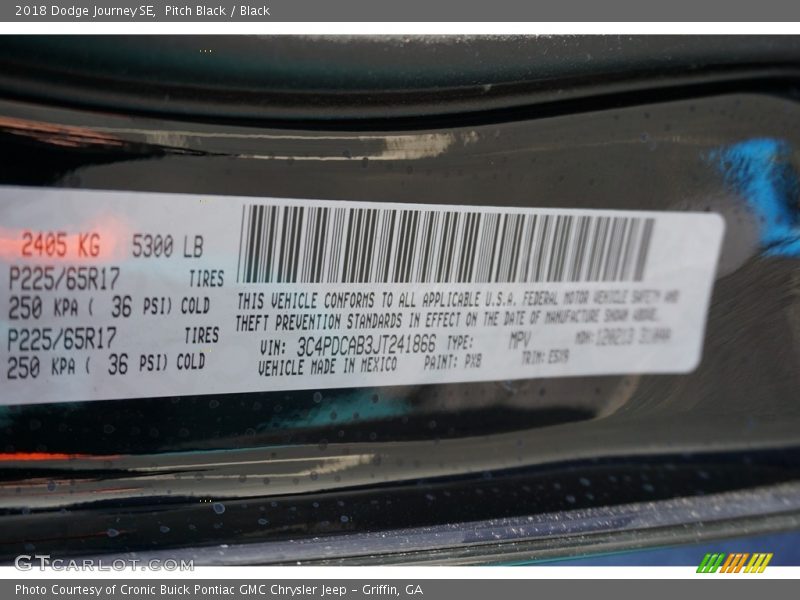 2018 Dodge Journey SE, Pitch Black / Black
2405 KG 5300 LB
P225/65R17 TIRES
250 KPA ( 36 PSI) COLD
P225/65R17 TIRES
250 KPA ( 36 PSI) COLD
THIS VEHICLE CONFORMS TO ALL APPLICABLE U.S.A. FEDERAL MOTOR VEHICLE SAFETY AND
THEFT PREVENTION STANDARDS IN EFFECT ON THE DATE OF MANUFACTURE SHOWN ABOVE.
VIN: 3C4PDCAB3JT241866 TYPE: MPV MDH:
VEHICLE MADE IN MEXICO PAINT: PX8 TRIM: E5X9
GTCARLOT.COM
Photo Courtesy of Cronic Buick Pontiac GMC Chrysler Jeep – Griffin, GA